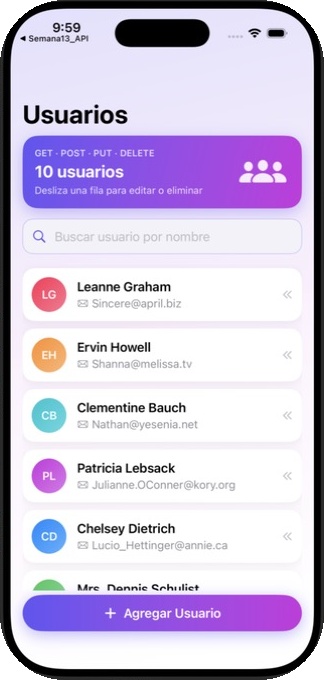 9:59
◀ Semana13_API
Usuarios
GET · POST · PUT · DELETE
10 usuarios
Desliza una fila para editar o eliminar
Buscar usuario por nombre
LG
Leanne Graham
Sincere@april.biz
EH
Ervin Howell
Shanna@melissa.tv
CB
Clementine Bauch
Nathan@yesenia.net
PL
Patricia Lebsack
Julianne.OConner@kory.org
CD
Chelsey Dietrich
Lucio_Hettinger@annie.ca
Mrs. Dennis Schulist
+ Agregar Usuario